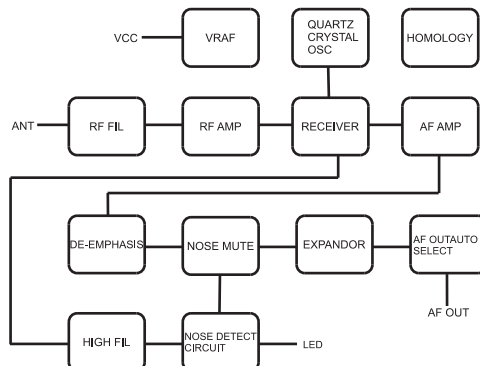 VCC
VRAF
QUARTZ
CRYSTAL
OSC
HOMOLOGY
ANT
RF FIL
RF AMP
RECEIVER
AF AMP
DE-EMPHASIS
NOSE MUTE
EXPANDOR
AF OUTAUTO
SELECT
AF OUT
HIGH FIL
NOSE DETECT
CIRCUIT
LED